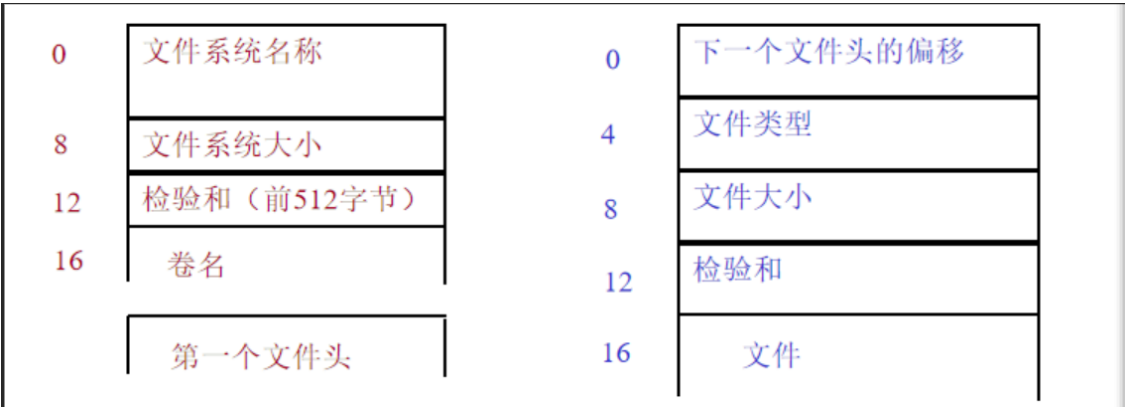 0
文件系统名称
8
文件系统大小
12
检验和（前512字节）
16
卷名
第一个文件头
0
下一个文件头的偏移
4
文件类型
8
文件大小
12
检验和
16
文件